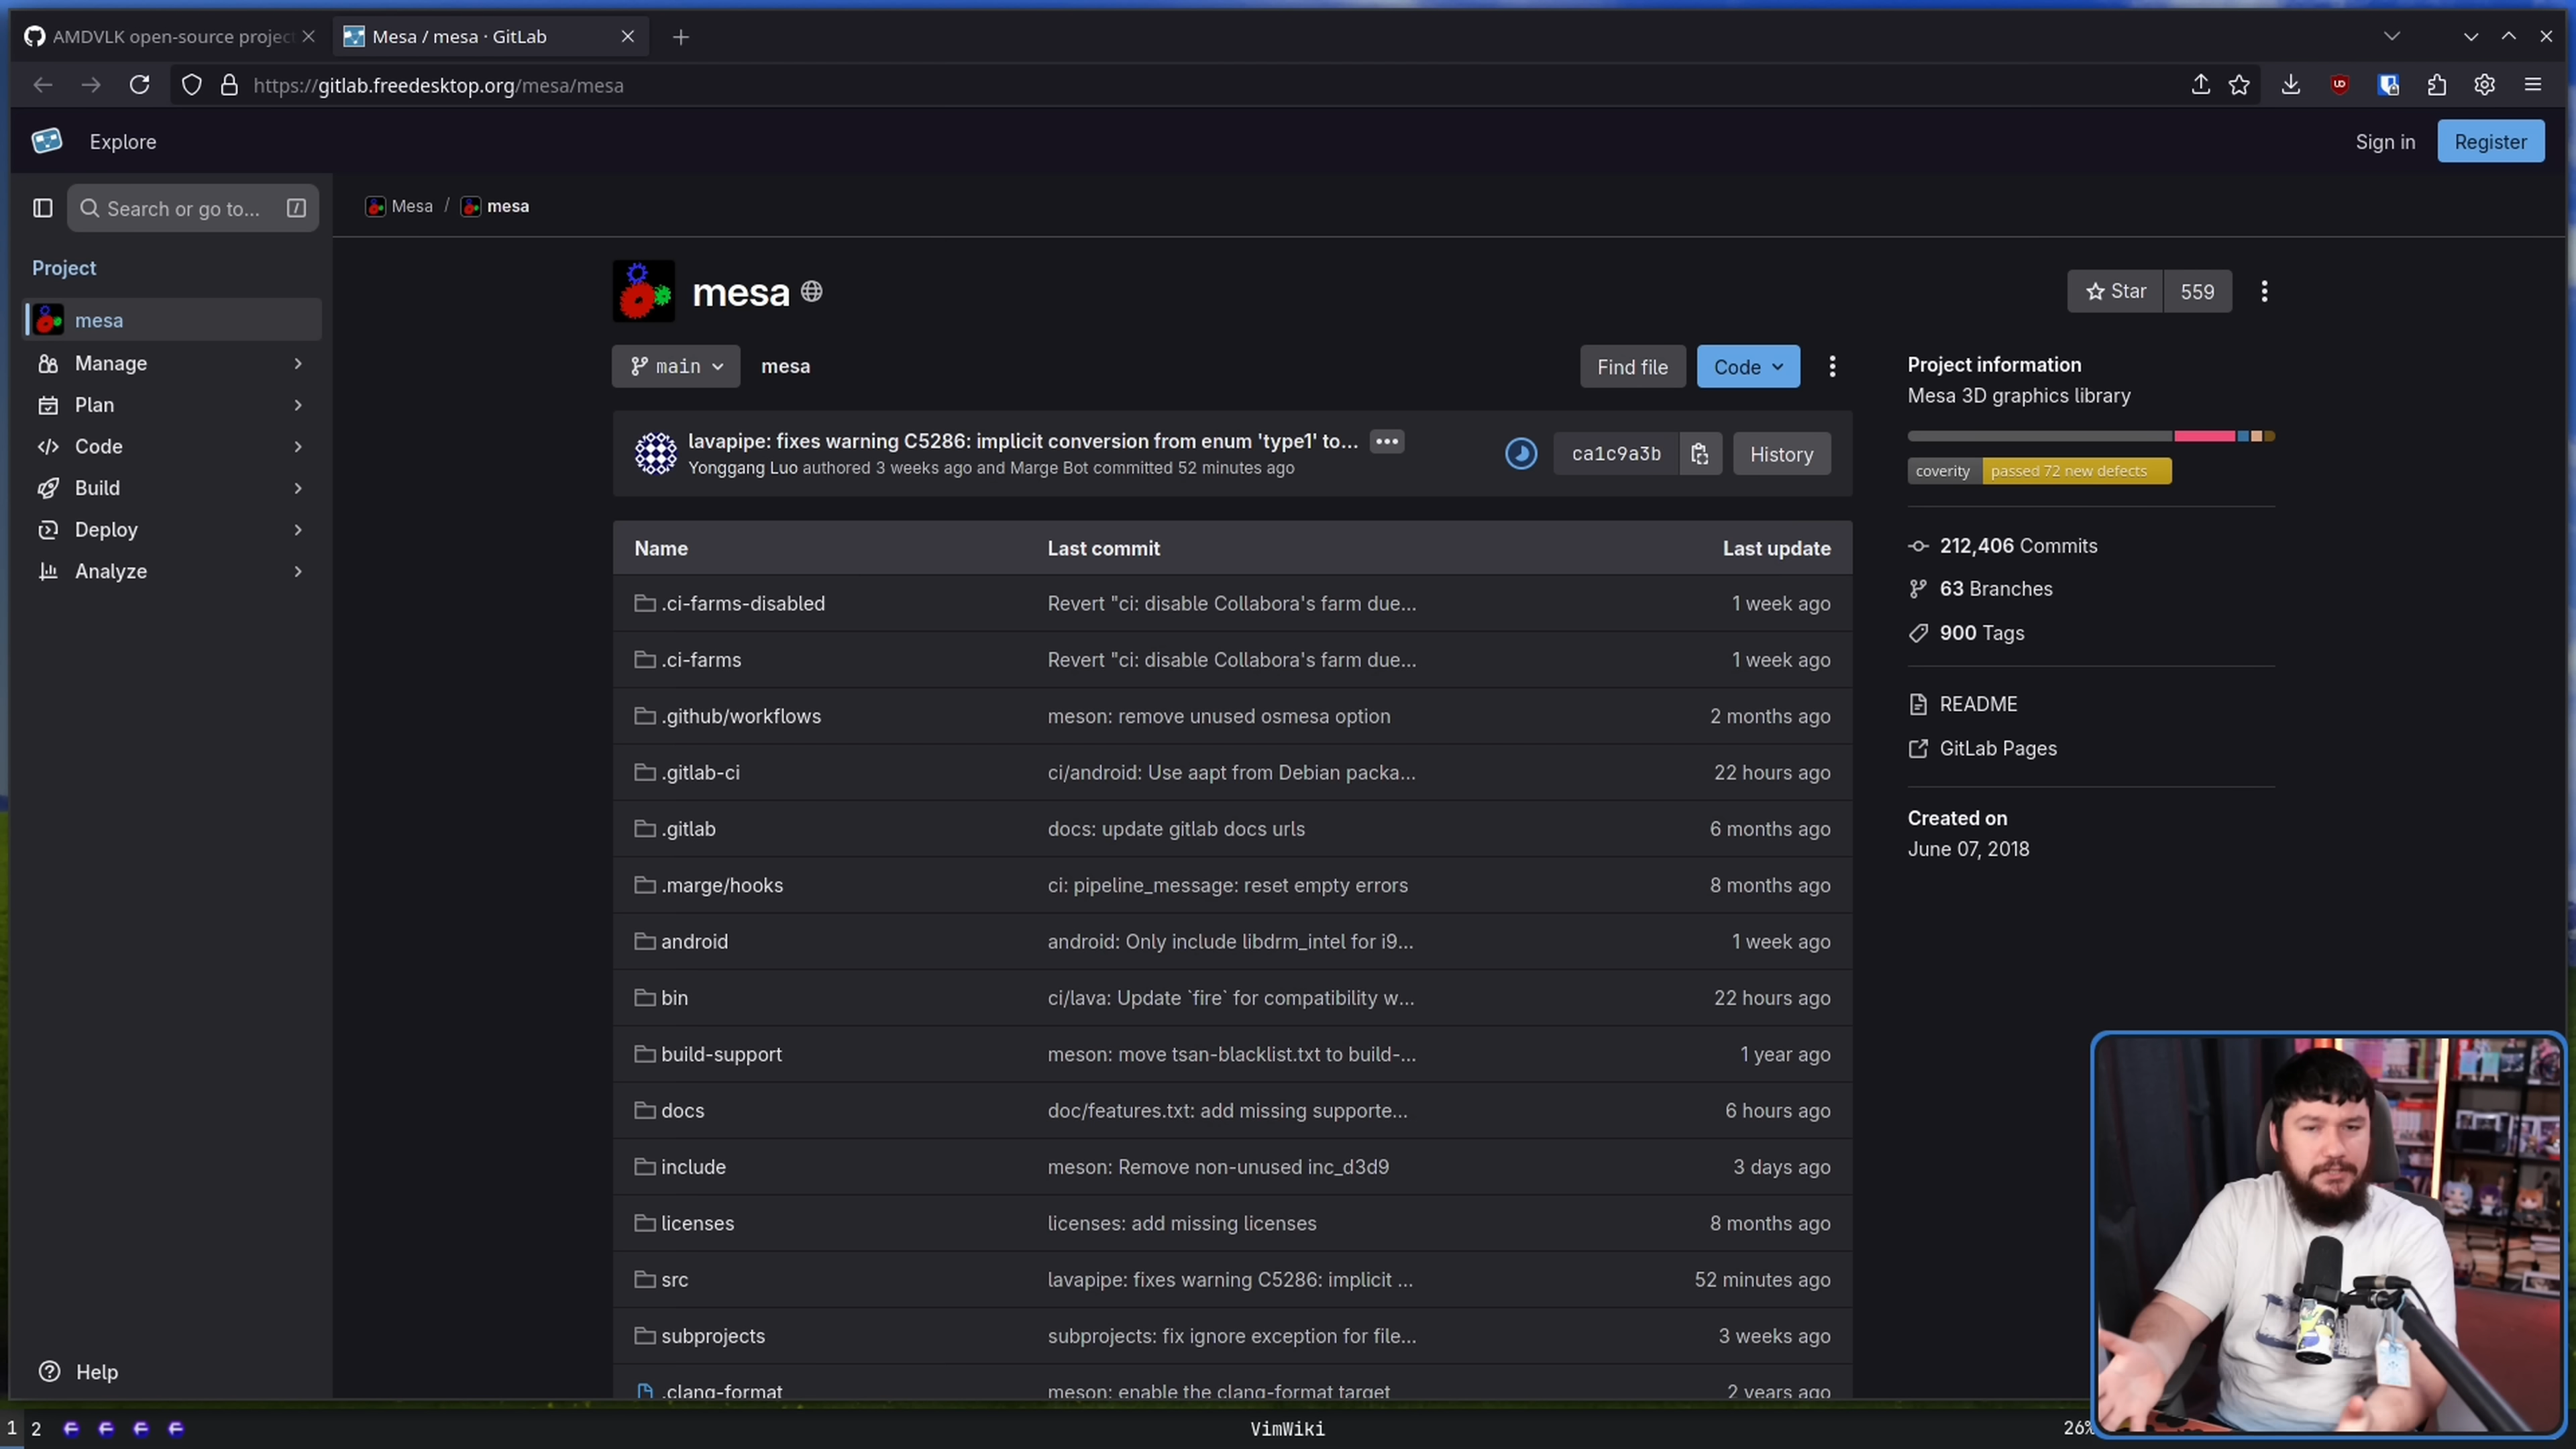 AMDVLK open-source project
Mesa / mesa · GitLab
https://gitlab.freedesktop.org/mesa/mesa
Explore
Sign in
Register
Search or go to...
/
Mesa / mesa
Project
mesa
Manage
Plan
Code
Build
Deploy
Analyze
Help
mesa
Star 559
main
mesa
Find file
Code
lavapipe: fixes warning C5286: implicit conversion from enum 'type1' to...
Yonggang Luo authored 3 weeks ago and Marge Bot committed 52 minutes ago
ca1c9a3b
History
Name Last commit Last update
.ci-farms-disabled Revert "ci: disable Collabora's farm due... 1 week ago
.ci-farms Revert "ci: disable Collabora's farm due... 1 week ago
.github/workflows meson: remove unused osmesa option 2 months ago
.gitlab-ci ci/android: Use aapt from Debian packa... 22 hours ago
.gitlab docs: update gitlab docs urls 6 months ago
.marge/hooks ci: pipeline_message: reset empty errors 8 months ago
android android: Only include libdrm_intel for i9... 1 week ago
bin ci/lava: Update `fire` for compatibility w... 22 hours ago
build-support meson: move tsan-blacklist.txt to build-... 1 year ago
docs doc/features.txt: add missing supporte... 6 hours ago
include meson: Remove non-unused inc_d3d9 3 days ago
licenses licenses: add missing licenses 8 months ago
src lavapipe: fixes warning C5286: implicit ... 52 minutes ago
subprojects subprojects: fix ignore exception for file... 3 weeks ago
.clang-format meson: enable the clang-format target 2 years ago
Project information
Mesa 3D graphics library
coverity passed 72 new defects
212,406 Commits
63 Branches
900 Tags
README
GitLab Pages
Created on
June 07, 2018
1 2
VimWiki
26%